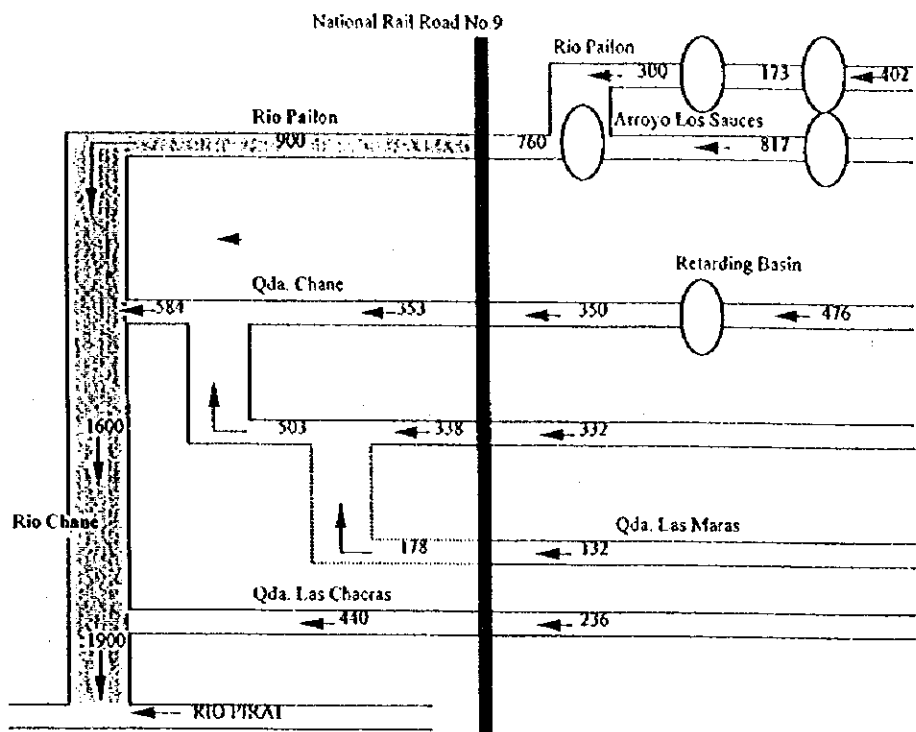 National Rail Road No.9
Rio Pailon
300 173 402
Rio Pailon
Arroyo Los Sauces
900 760 817
Retarding Basin
Qda. Chane
584 353 350 476
1600 503 338 332
Rio Chane
Qda. Las Maras
178 132
Qda. Las Chacras
440 236
1900
RIO PIRAI